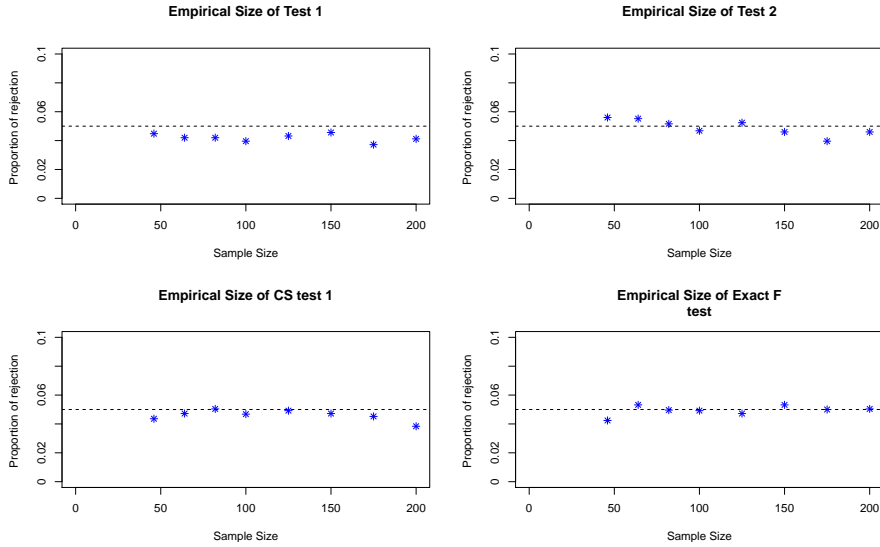 Empirical Size of Test 1
Proportion of rejection
0.1
0.06
0.02
0
0 50 100 150 200
Sample Size
Empirical Size of Test 2
Proportion of rejection
0.1
0.06
0.02
0
0 50 100 150 200
Sample Size
Empirical Size of CS test 1
Proportion of rejection
0.1
0.06
0.02
0
0 50 100 150 200
Sample Size
Empirical Size of Exact F
test
Proportion of rejection
0.1
0.06
0.02
0
0 50 100 150 200
Sample Size